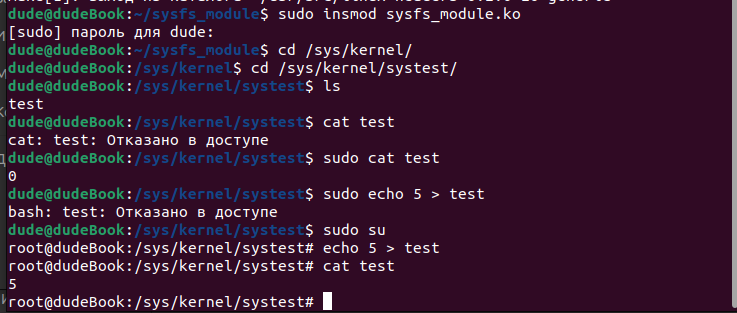 dude@dudeBook:~/sysfs_module$ sudo insmod sysfs_module.ko
[sudo] пароль для dude:
dude@dudeBook:~/sysfs_module$ cd /sys/kernel/
dude@dudeBook:/sys/kernel$ cd /sys/kernel/systest/
dude@dudeBook:/sys/kernel/systest$ ls
test
dude@dudeBook:/sys/kernel/systest$ cat test
cat: test: Отказано в доступе
dude@dudeBook:/sys/kernel/systest$ sudo cat test
0
dude@dudeBook:/sys/kernel/systest$ sudo echo 5 > test
bash: test: Отказано в доступе
dude@dudeBook:/sys/kernel/systest$ sudo su
root@dudeBook:/sys/kernel/systest# echo 5 > test
root@dudeBook:/sys/kernel/systest# cat test
5
root@dudeBook:/sys/kernel/systest#